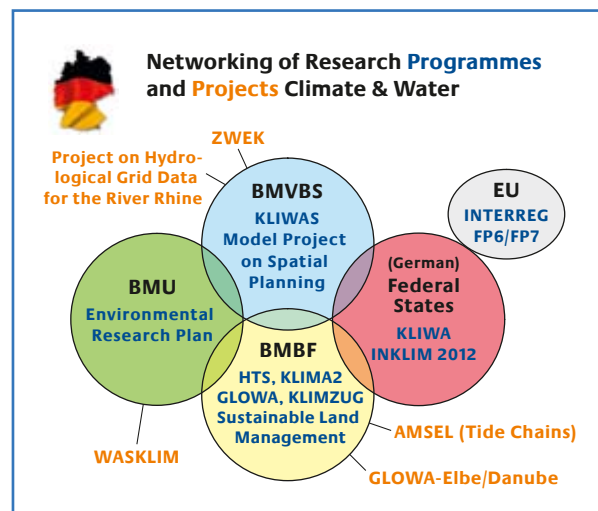 Networking of Research Programmes
and Projects Climate & Water
ZWEK
Project on Hydro-
logical Grid Data
for the River Rhine
BMVBS
KLIWAS
Model Project
on Spatial
Planning
EU
INTERREG
FP6/FP7
BMU
Environmental
Research Plan
(German)
Federal
States
KLIWA
INKLIM 2012
BMBF
HTS, KLIMA2
GLOWA, KLIMZUG
Sustainable Land
Management
WASKLIM
AMSEL (Tide Chains)
GLOWA-Elbe/Danube